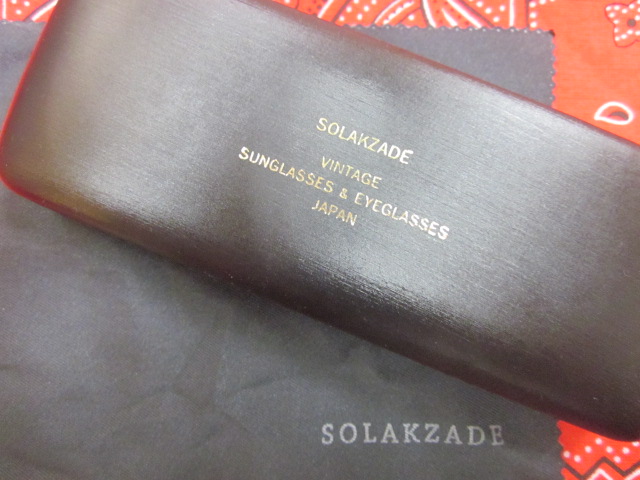 SOLAKZADE
VINTAGE
SUNGLASSES & EYEGLASSES
JAPAN
SOLAKZADE